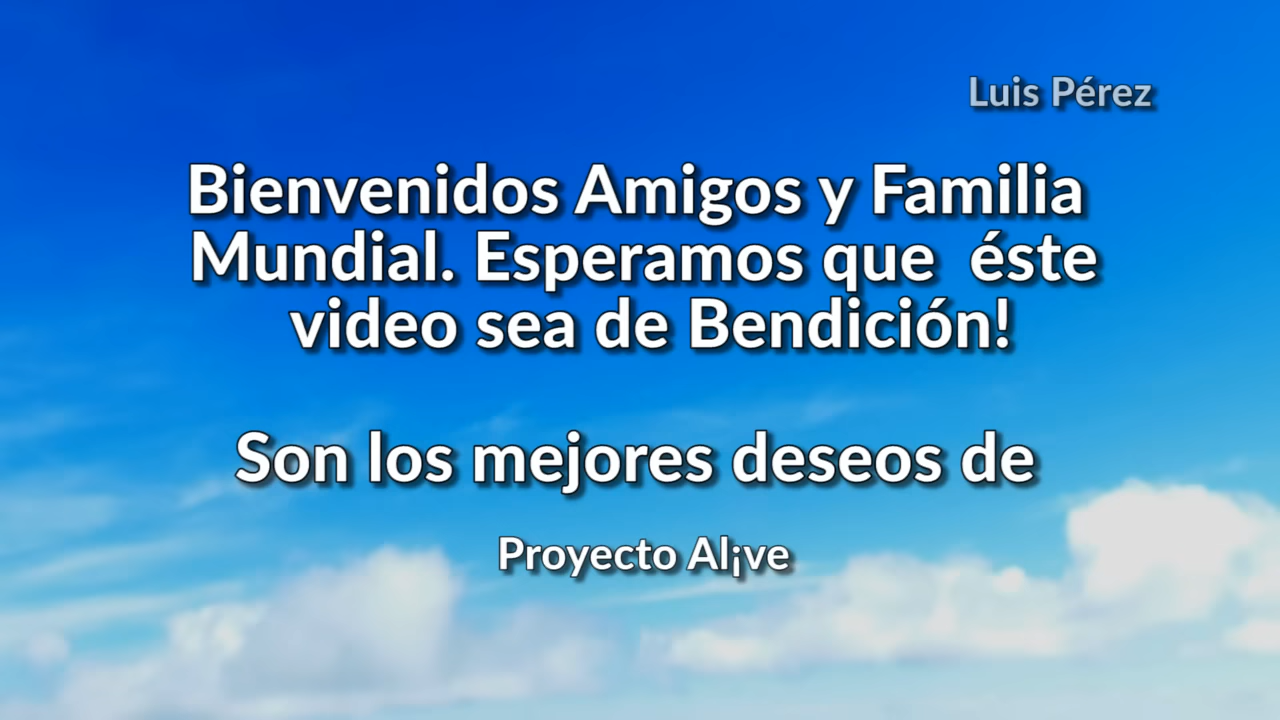 Luis Pérez
Bienvenidos Amigos y Familia
Mundial. Esperamos que  éste
video sea de Bendición!
Son los mejores deseos de
Proyecto Al¡ve